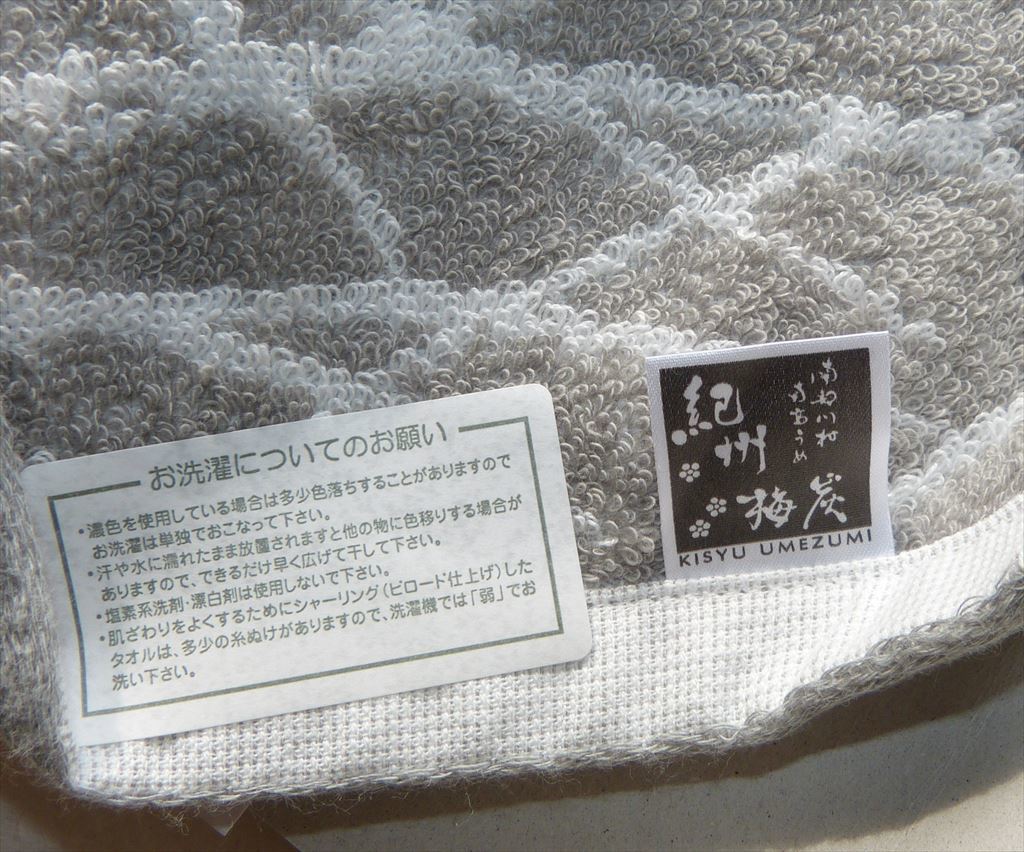 お洗濯についてのお願い
・濃色を使用している場合は多少色落ちすることがありますので
お洗濯は単独でおこなって下さい。
・汗や水に濡れたまま放置されますと他の物に色移りする場合が
ありますので、できるだけ早く広げて干して下さい。
・塩素系洗剤・漂白剤は使用しないで下さい。
・肌ざわりをよくするためにシャーリング(ビロード仕上げ)した
タオルは、多少の糸ぬけがありますので、洗濯機では「弱」でお
洗い下さい。
紀州
梅炭
KISYU UMEZUMI